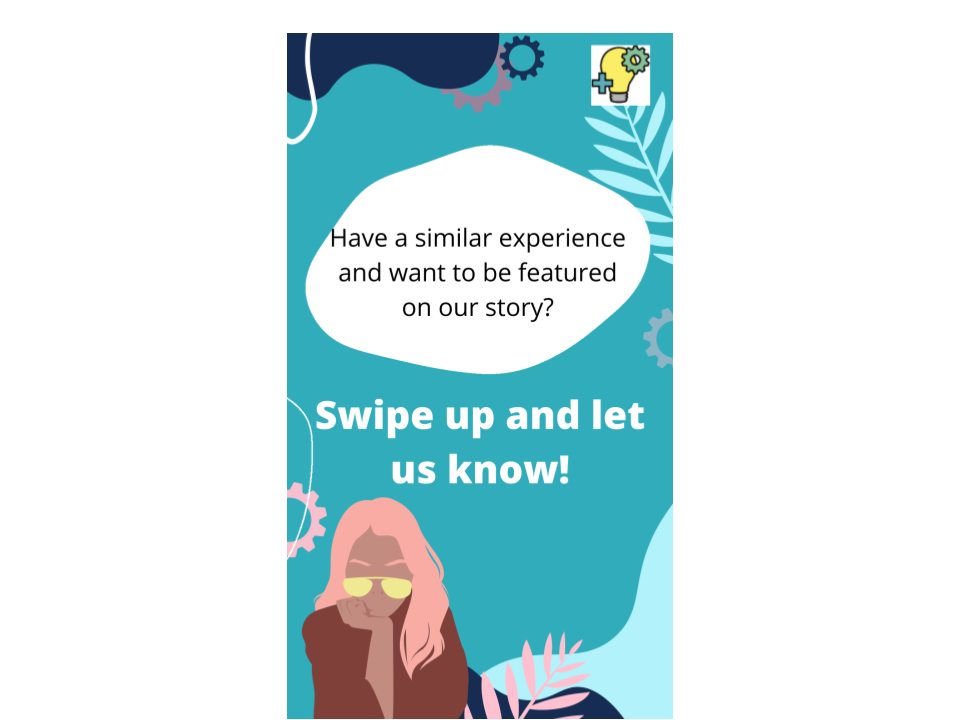 Have a similar experience
and want to be featured
on our story?
Swipe up and let
us know!